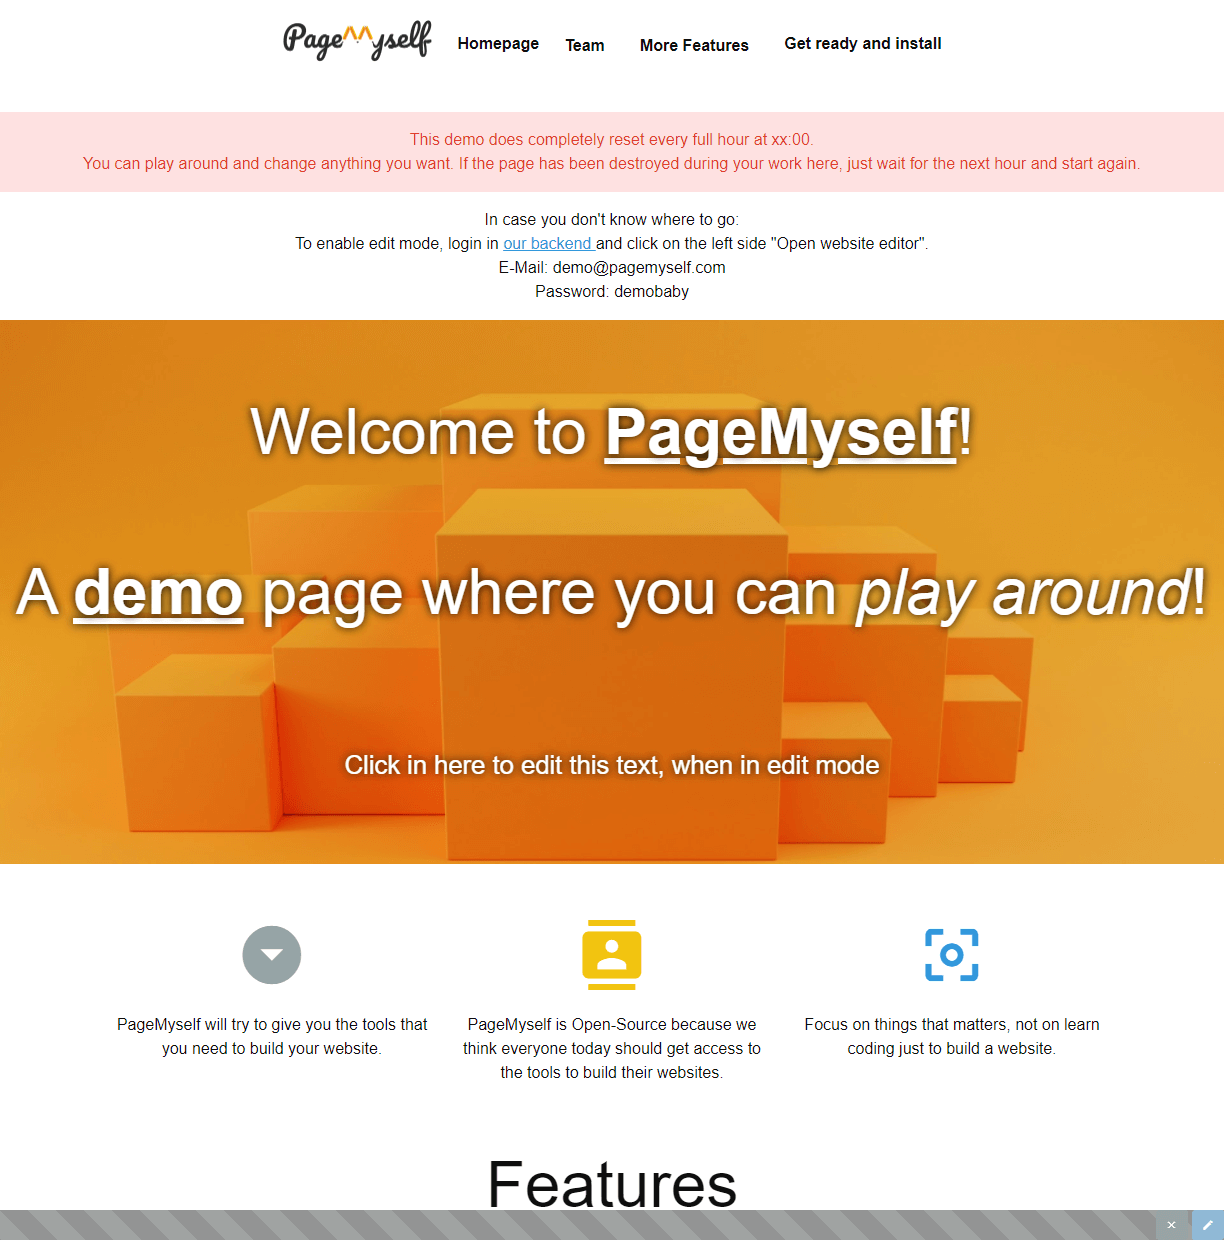 PageMyself
Homepage
Team
More Features
Get ready and install
This demo does completely reset every full hour at xx:00.
You can play around and change anything you want. If the page has been destroyed during your work here, just wait for the next hour and start again.
In case you don't know where to go:
To enable edit mode, login in our backend and click on the left side "Open website editor".
E-Mail: demo@pagemyself.com
Password: demobaby
Welcome to PageMyself!
A demo page where you can play around!
Click in here to edit this text, when in edit mode
PageMyself will try to give you the tools that
you need to build your website.
PageMyself is Open-Source because we
think everyone today should get access to
the tools to build their websites.
Focus on things that matters, not on learn
coding just to build a website.
Features